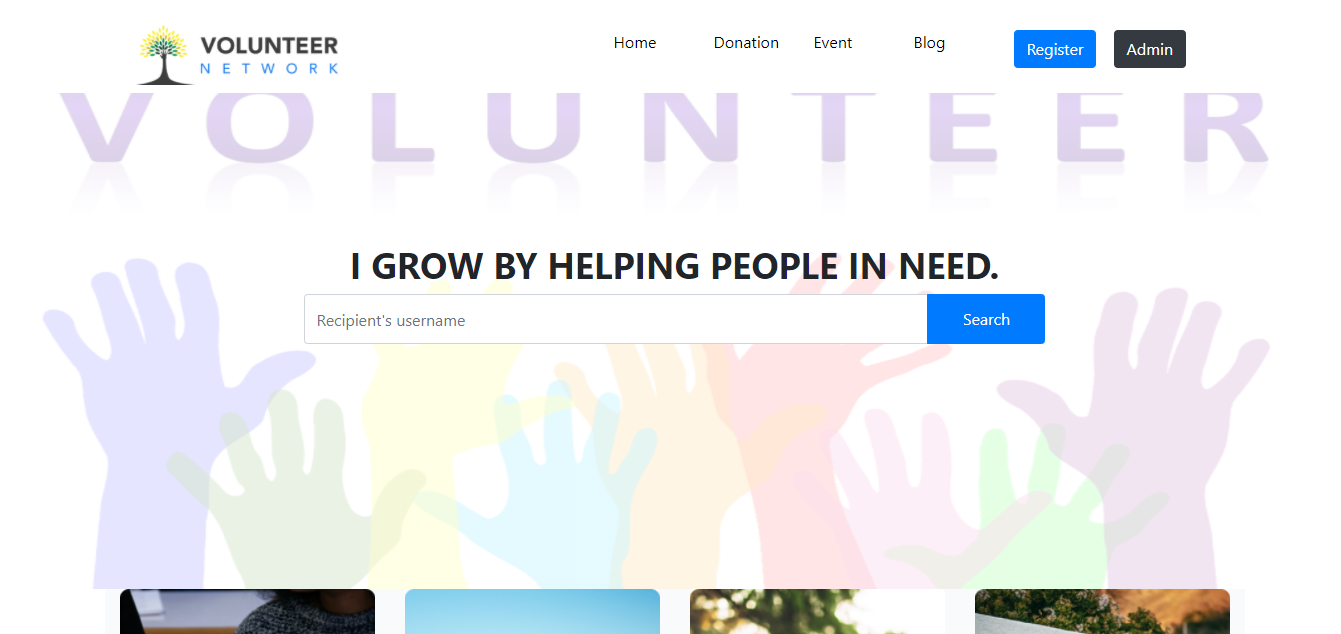 VOLUNTEER
NETWORK
Home Donation Event Blog Register Admin
VOLUNTEER
I GROW BY HELPING PEOPLE IN NEED.
Recipient's username Search